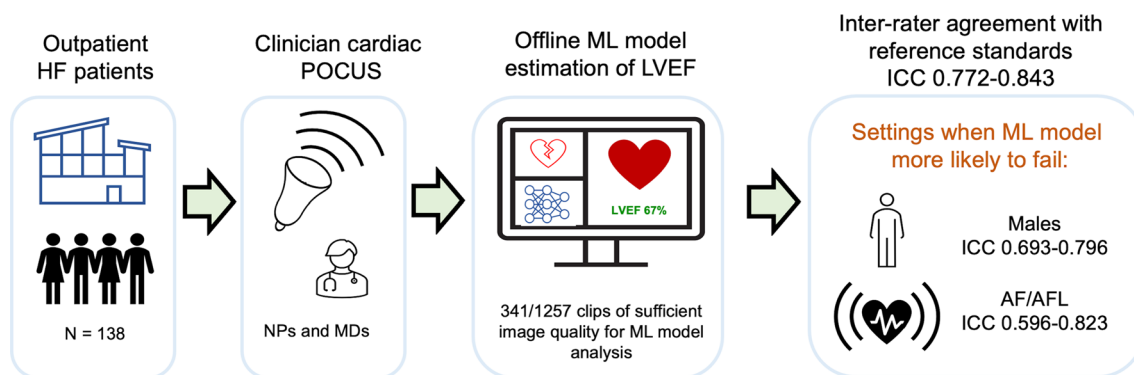 Outpatient
HF patients
N = 138
Clinician cardiac
POCUS
NPs and MDs
Offline ML model
estimation of LVEF
LVEF 67%
341/1257 clips of sufficient
image quality for ML model
analysis
Inter-rater agreement with
reference standards
ICC 0.772-0.843
Settings when ML model
more likely to fail:
Males
ICC 0.693-0.796
AF/AFL
ICC 0.596-0.823